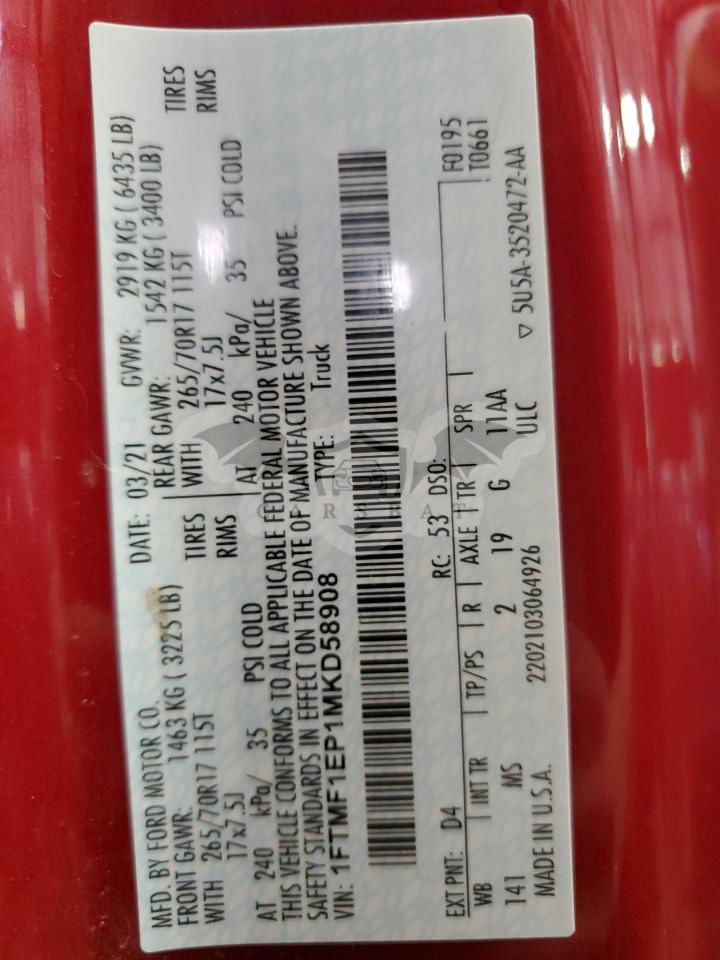 MFD. BY FORD MOTOR CO.
DATE: 03/21 GVWR: 2919 KG ( 6435 LB)
FRONT GAWR: 1463 KG ( 3225 LB) REAR GAWR: 1542 KG ( 3400 LB)
WITH 265/70R17 115T TIRES WITH 265/70R17 115T TIRES
17x7.5J RIMS 17x7.5J RIMS
AT 240 kPa/ 35 PSI COLD AT 240 kPa/ 35 PSI COLD
THIS VEHICLE CONFORMS TO ALL APPLICABLE FEDERAL MOTOR VEHICLE
SAFETY STANDARDS IN EFFECT ON THE DATE OF MANUFACTURE SHOWN ABOVE.
VIN: 1FTMF1EP1MKD58908 TYPE: Truck
CARSBAT
EXT PNT: D4 RC: 53 DSO: F0195
WB INT TR TP/PS R AXLE TR SPR T0661
141 MS 2 19 G 11AA
MADE IN U.S.A. 2202103064926 ULC ▽ 5U5A-3520472-AA